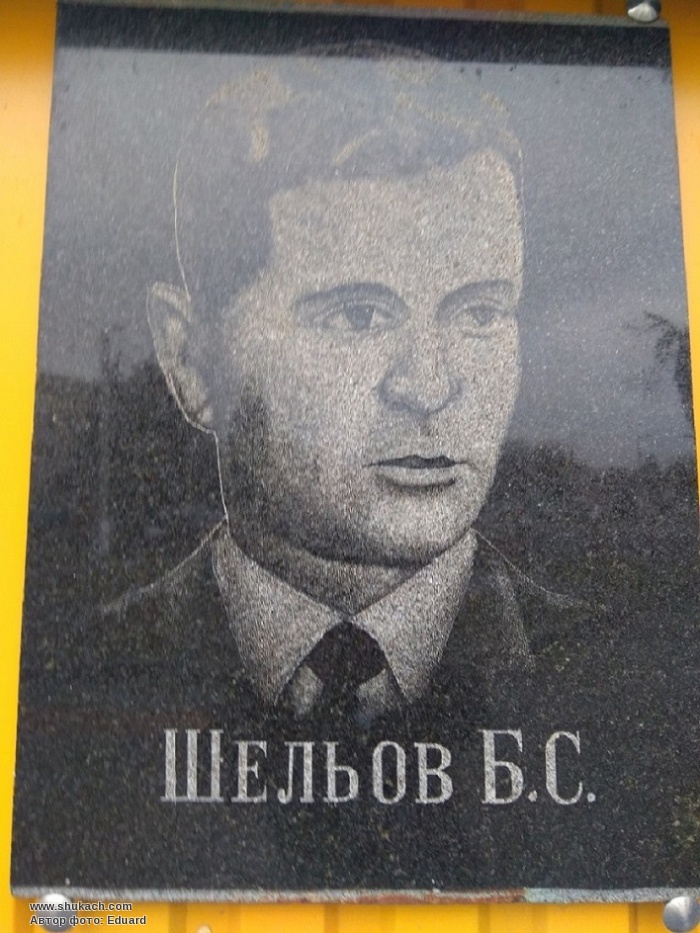 Шельов Б.С.
www.shukach.com
Автор фото: Eduard